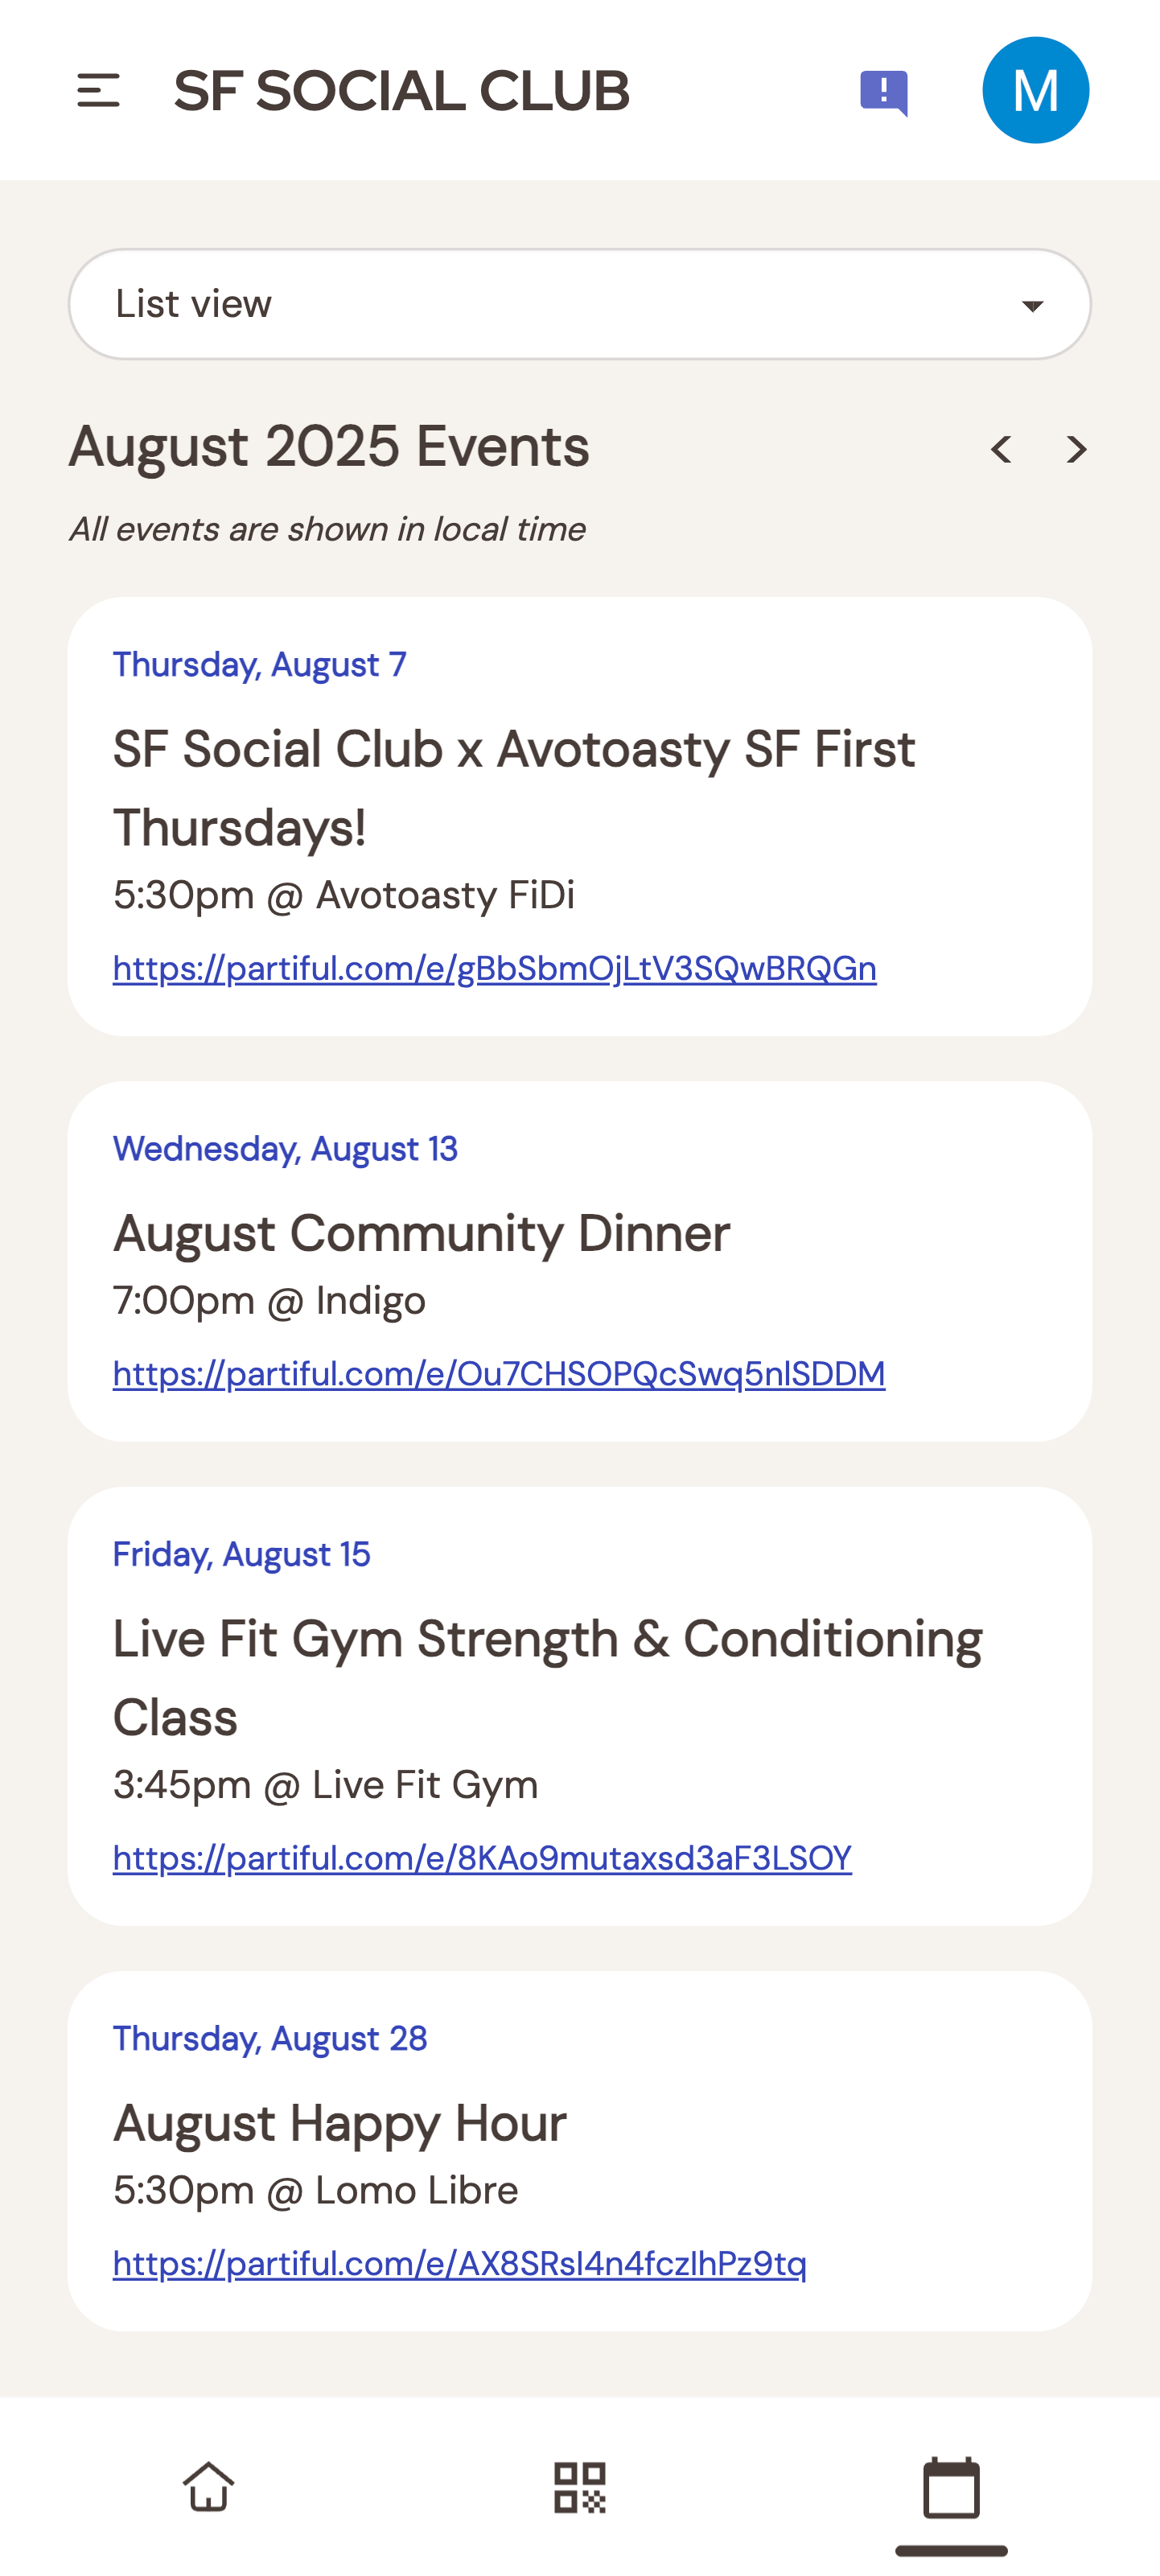 SF SOCIAL CLUB
!
M
List view
August 2025 Events
< >
All events are shown in local time
Thursday, August 7
SF Social Club x Avotoasty SF First
Thursdays!
5:30pm @ Avotoasty FiDi
https://partiful.com/e/gBbSbmOjLtV3SQwBRQGn
Wednesday, August 13
August Community Dinner
7:00pm @ Indigo
https://partiful.com/e/Ou7CHSOPQcSwq5nlSDDM
Friday, August 15
Live Fit Gym Strength & Conditioning
Class
3:45pm @ Live Fit Gym
https://partiful.com/e/8KAo9mutaxsd3aF3LSOY
Thursday, August 28
August Happy Hour
5:30pm @ Lomo Libre
https://partiful.com/e/AX8SRsI4n4fczlhPz9tq